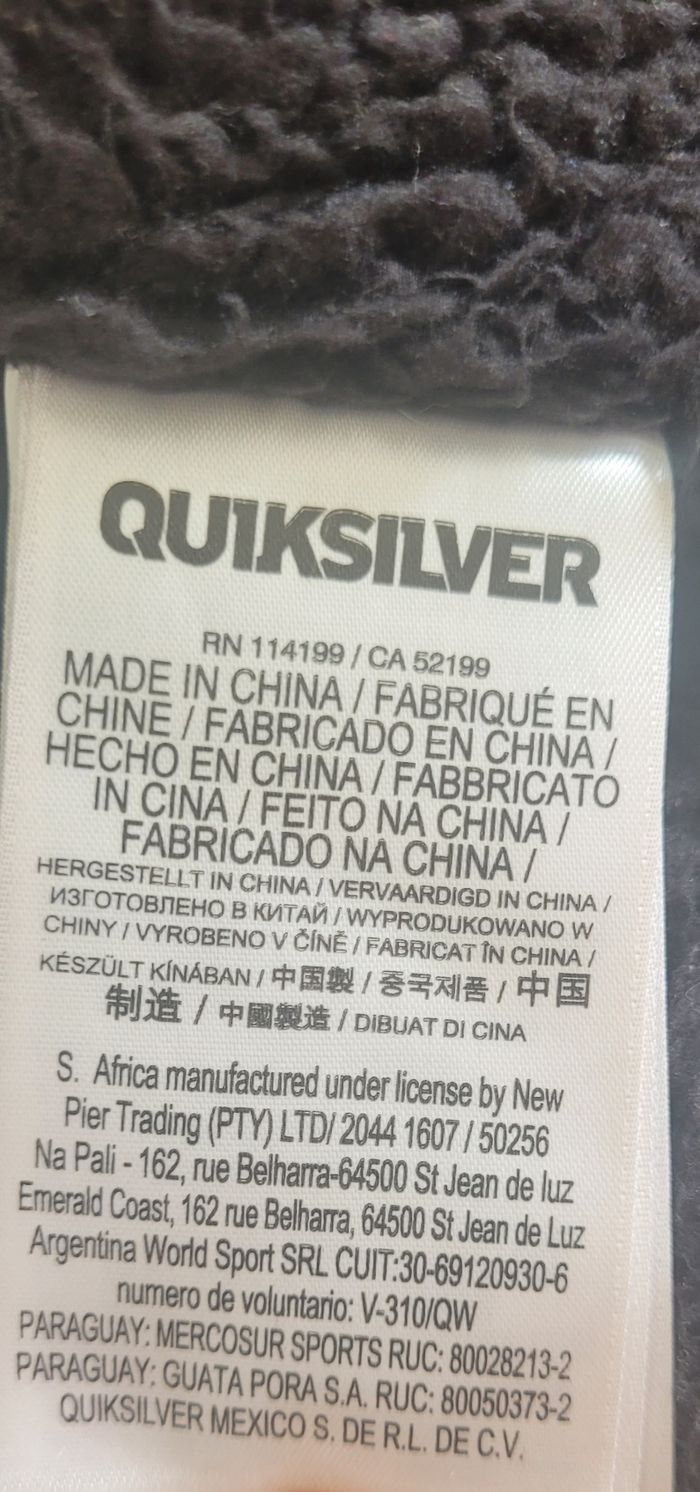 QUIKSILVER
RN 114199 / CA 52199
MADE IN CHINA / FABRIQUÉ EN
CHINE / FABRICADO EN CHINA /
HECHO EN CHINA / FABBRICATO
IN CINA / FEITO NA CHINA /
FABRICADO NA CHINA /
HERGESTELLT IN CHINA / VERVAARDIGD IN CHINA /
ИЗГОТОВЛЕНО В КИТАЙ / WYPRODUKOWANO W
CHINY / VYROBENO V ČÍNĚ / FABRICAT ÎN CHINA /
KÉSZÜLT KÍNÁBAN / 中国製 / 중국제품 / 中国
制造 / 中國製造 / DIBUAT DI CINA
S. Africa manufactured under license by New
Pier Trading (PTY) LTD/ 2044 1607 / 50256
Na Pali - 162, rue Belharra-64500 St Jean de luz
Emerald Coast, 162 rue Belharra, 64500 St Jean de Luz
Argentina World Sport SRL CUIT:30-69120930-6
numero de voluntario: V-310/QW
PARAGUAY: MERCOSUR SPORTS RUC: 80028213-2
PARAGUAY: GUATA PORA S.A. RUC: 80050373-2
QUIKSILVER MEXICO S. DE R.L. DE C.V.